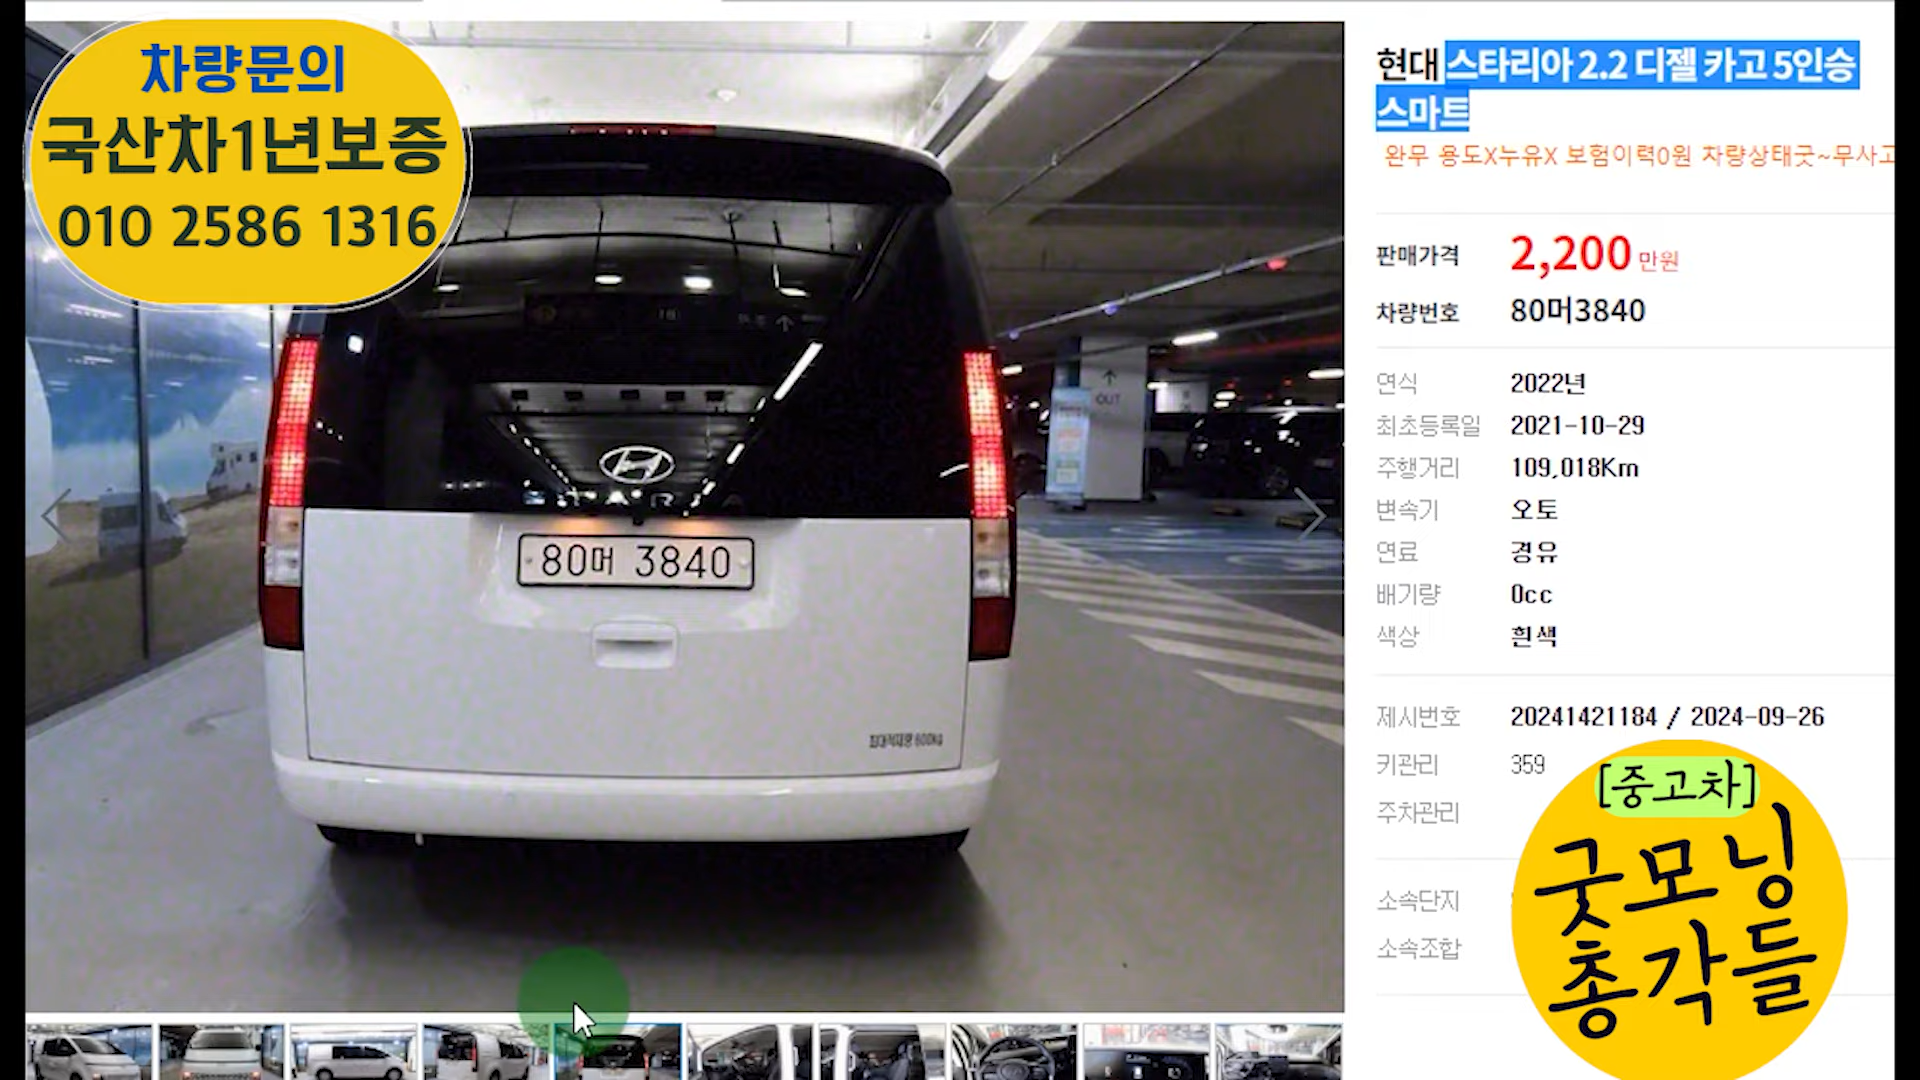 차량문의
국산차1년보증
010 2586 1316
80머 3840
최대적재량 600kg
OUT
현대 스타리아 2.2 디젤 카고 5인승
스마트
완무 용도X누유X 보험이력0원 차량상태굿~무사고
판매가격 2,200 만원
차량번호 80머3840
연식 2022년
최초등록일 2021-10-29
주행거리 109,018Km
변속기 오토
연료 경유
배기량 0cc
색상 흰색
제시번호 20241421184 / 2024-09-26
키관리 359
주차관리
소속단지
소속조합
[중고차]
굿모닝
총각들